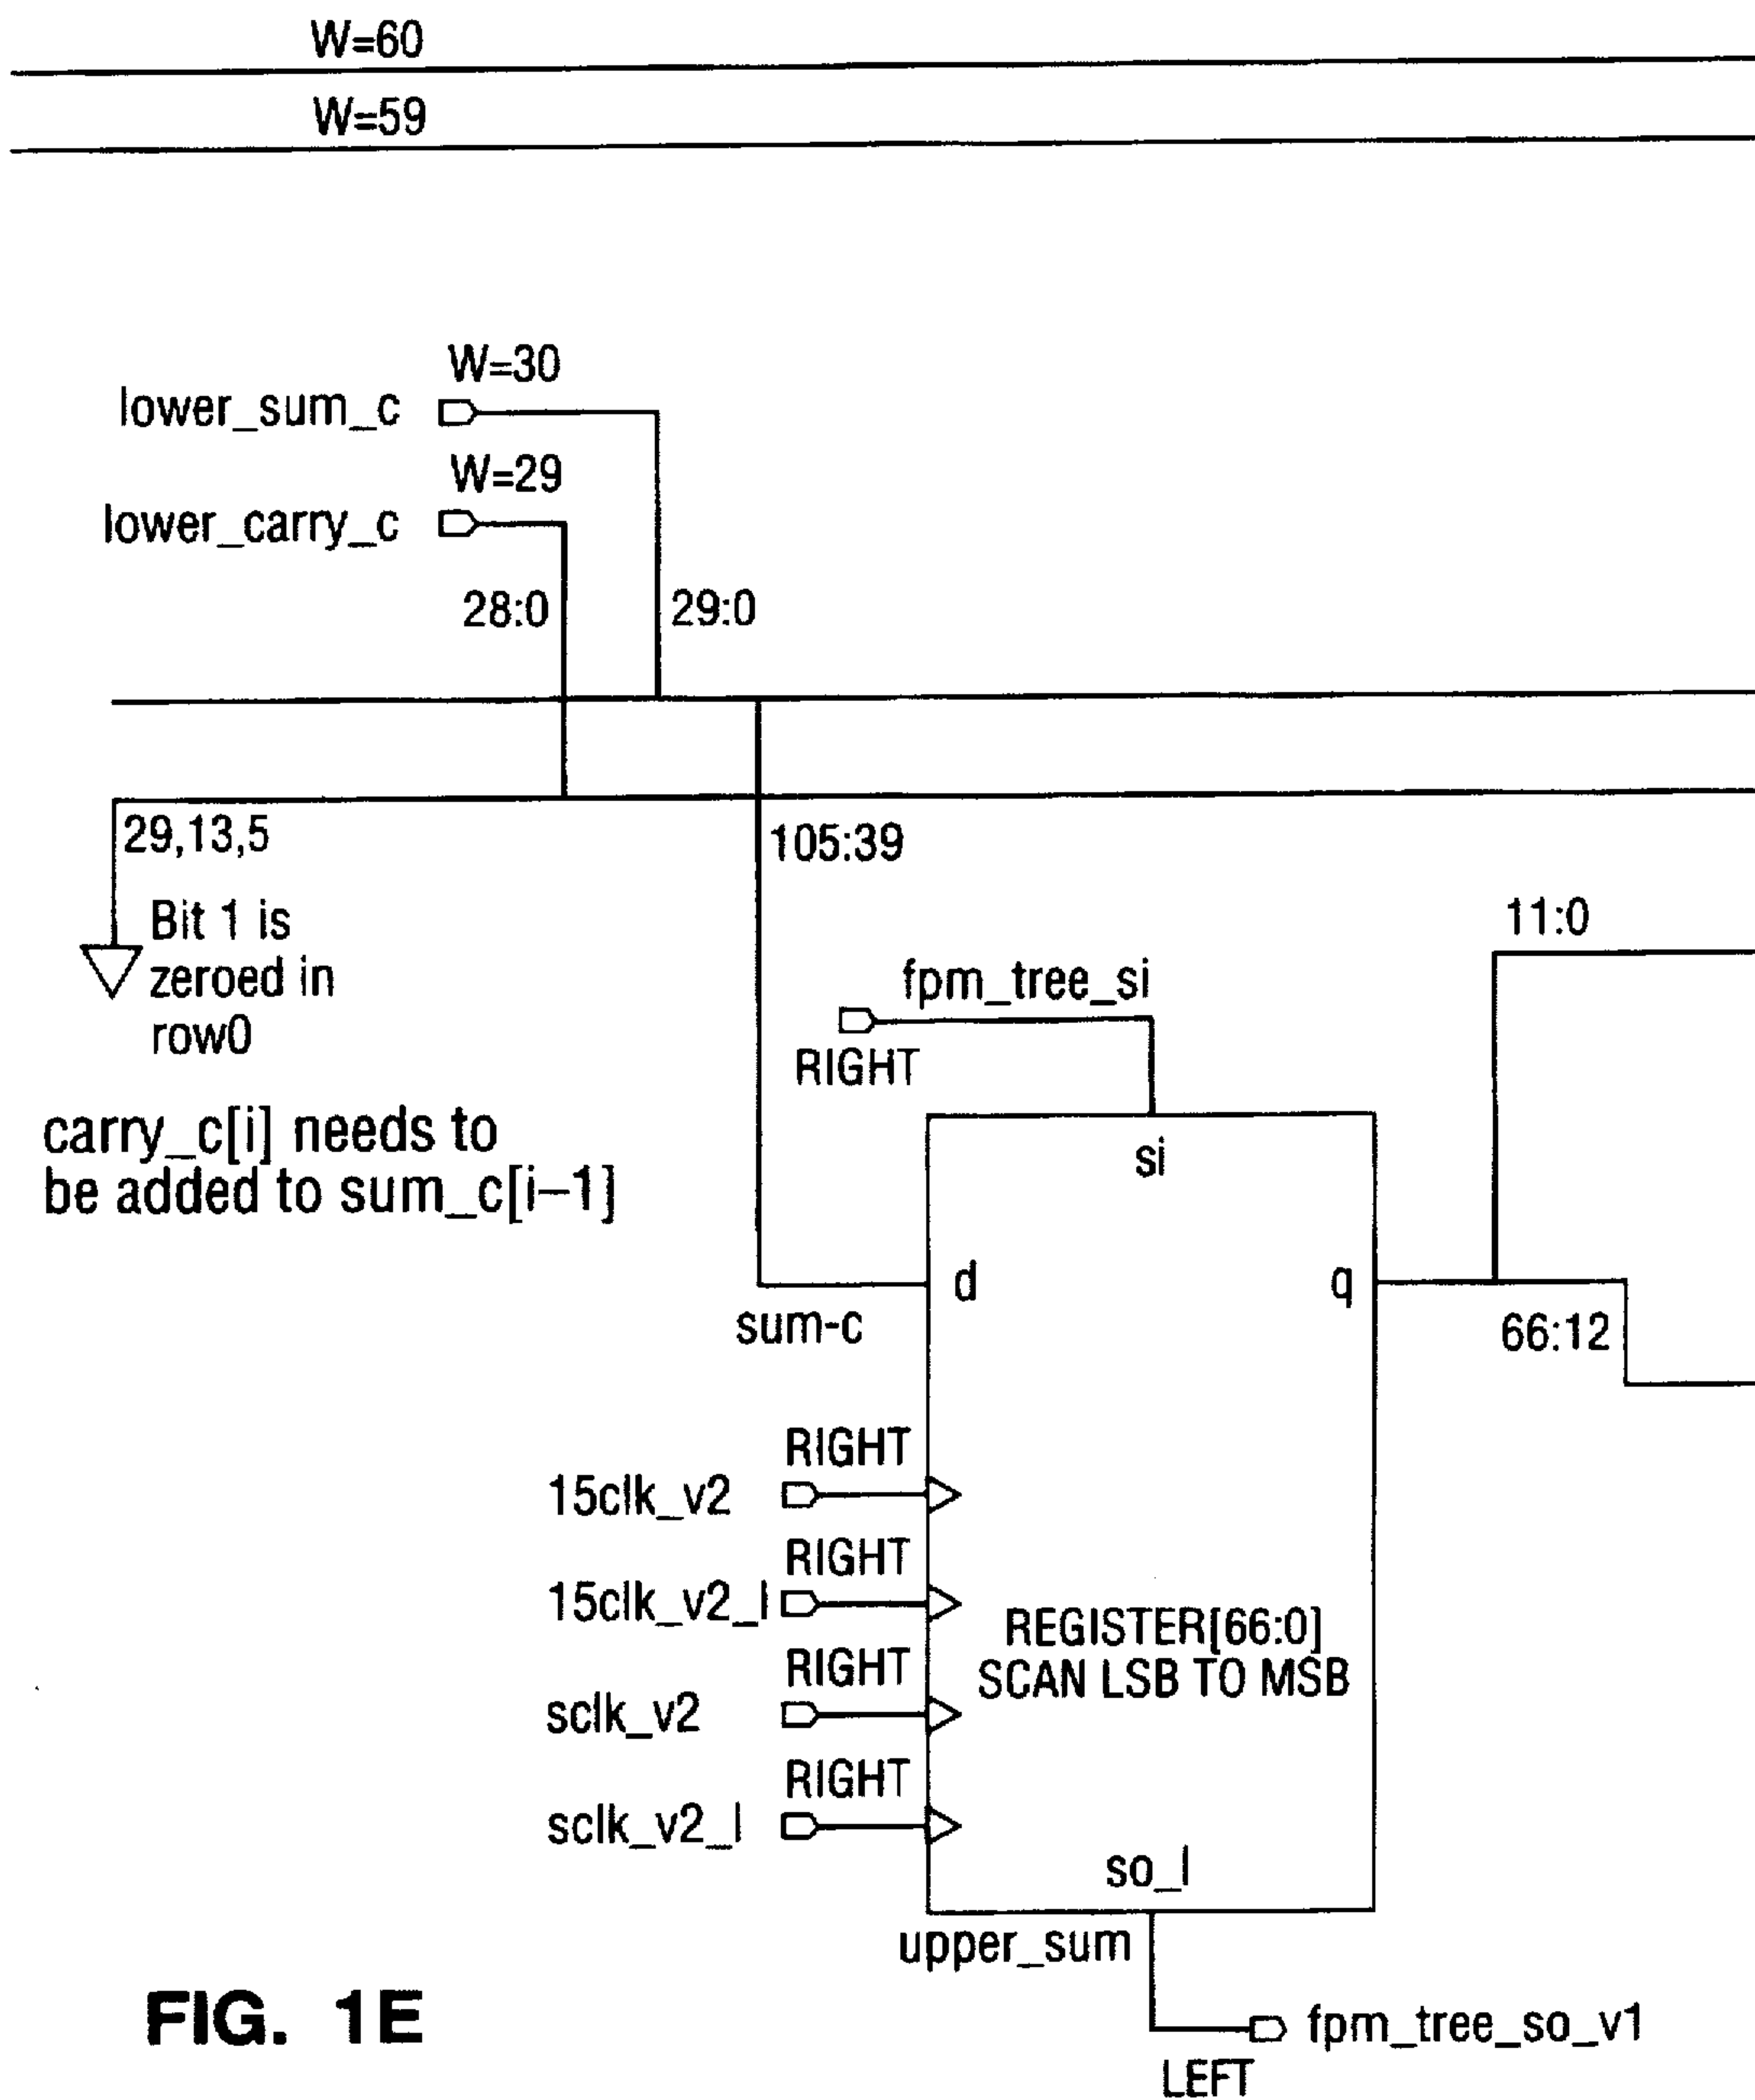 W=60
W=59
W=30
lower_sum_c
W=29
lower_carry_c
28:0
29:0
29,13,5
105:39
Bit 1 is
zeroed in
row0
11:0
fpm_tree_si
RIGHT
carry_c[i] needs to
be added to sum_c[i–1]
si
d
q
sum-c
66:12
RIGHT
15clk_v2
RIGHT
15clk_v2_l
REGISTER[66:0]
SCAN LSB TO MSB
RIGHT
sclk_v2
RIGHT
sclk_v2_l
so_l
upper_sum
FIG. 1E
fpm_tree_so_v1
LEFT